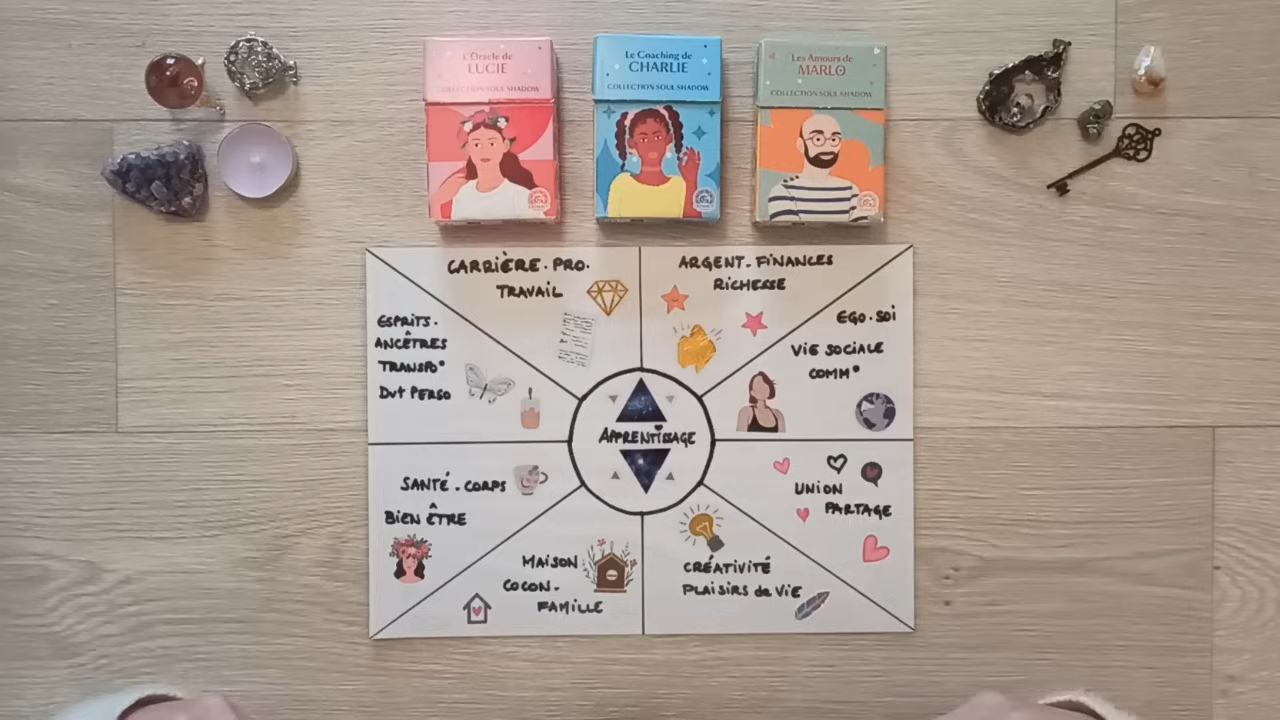 L'Oracle de
LUCIE
COLLECTION SOUL SHADOW
Le Coaching de
CHARLIE
COLLECTION SOUL SHADOW
Les Amours de
MARLO
COLLECTION SOUL SHADOW
CARRIÈRE. PRO.
TRAVAIL
ARGENT. FINANCES
RICHESSE
ESPRITS.
ANCÊTRES
TRANSFO°
DVT PERSO
EGO. SOI
VIE SOCIALE
COMM°
APPRENTISSAGE
SANTÉ. CORPS
BIEN ÊTRE
UNION
PARTAGE
MAISON
COCON.
FAMILLE
CRÉATIVITÉ
PLAISIRS de VIE